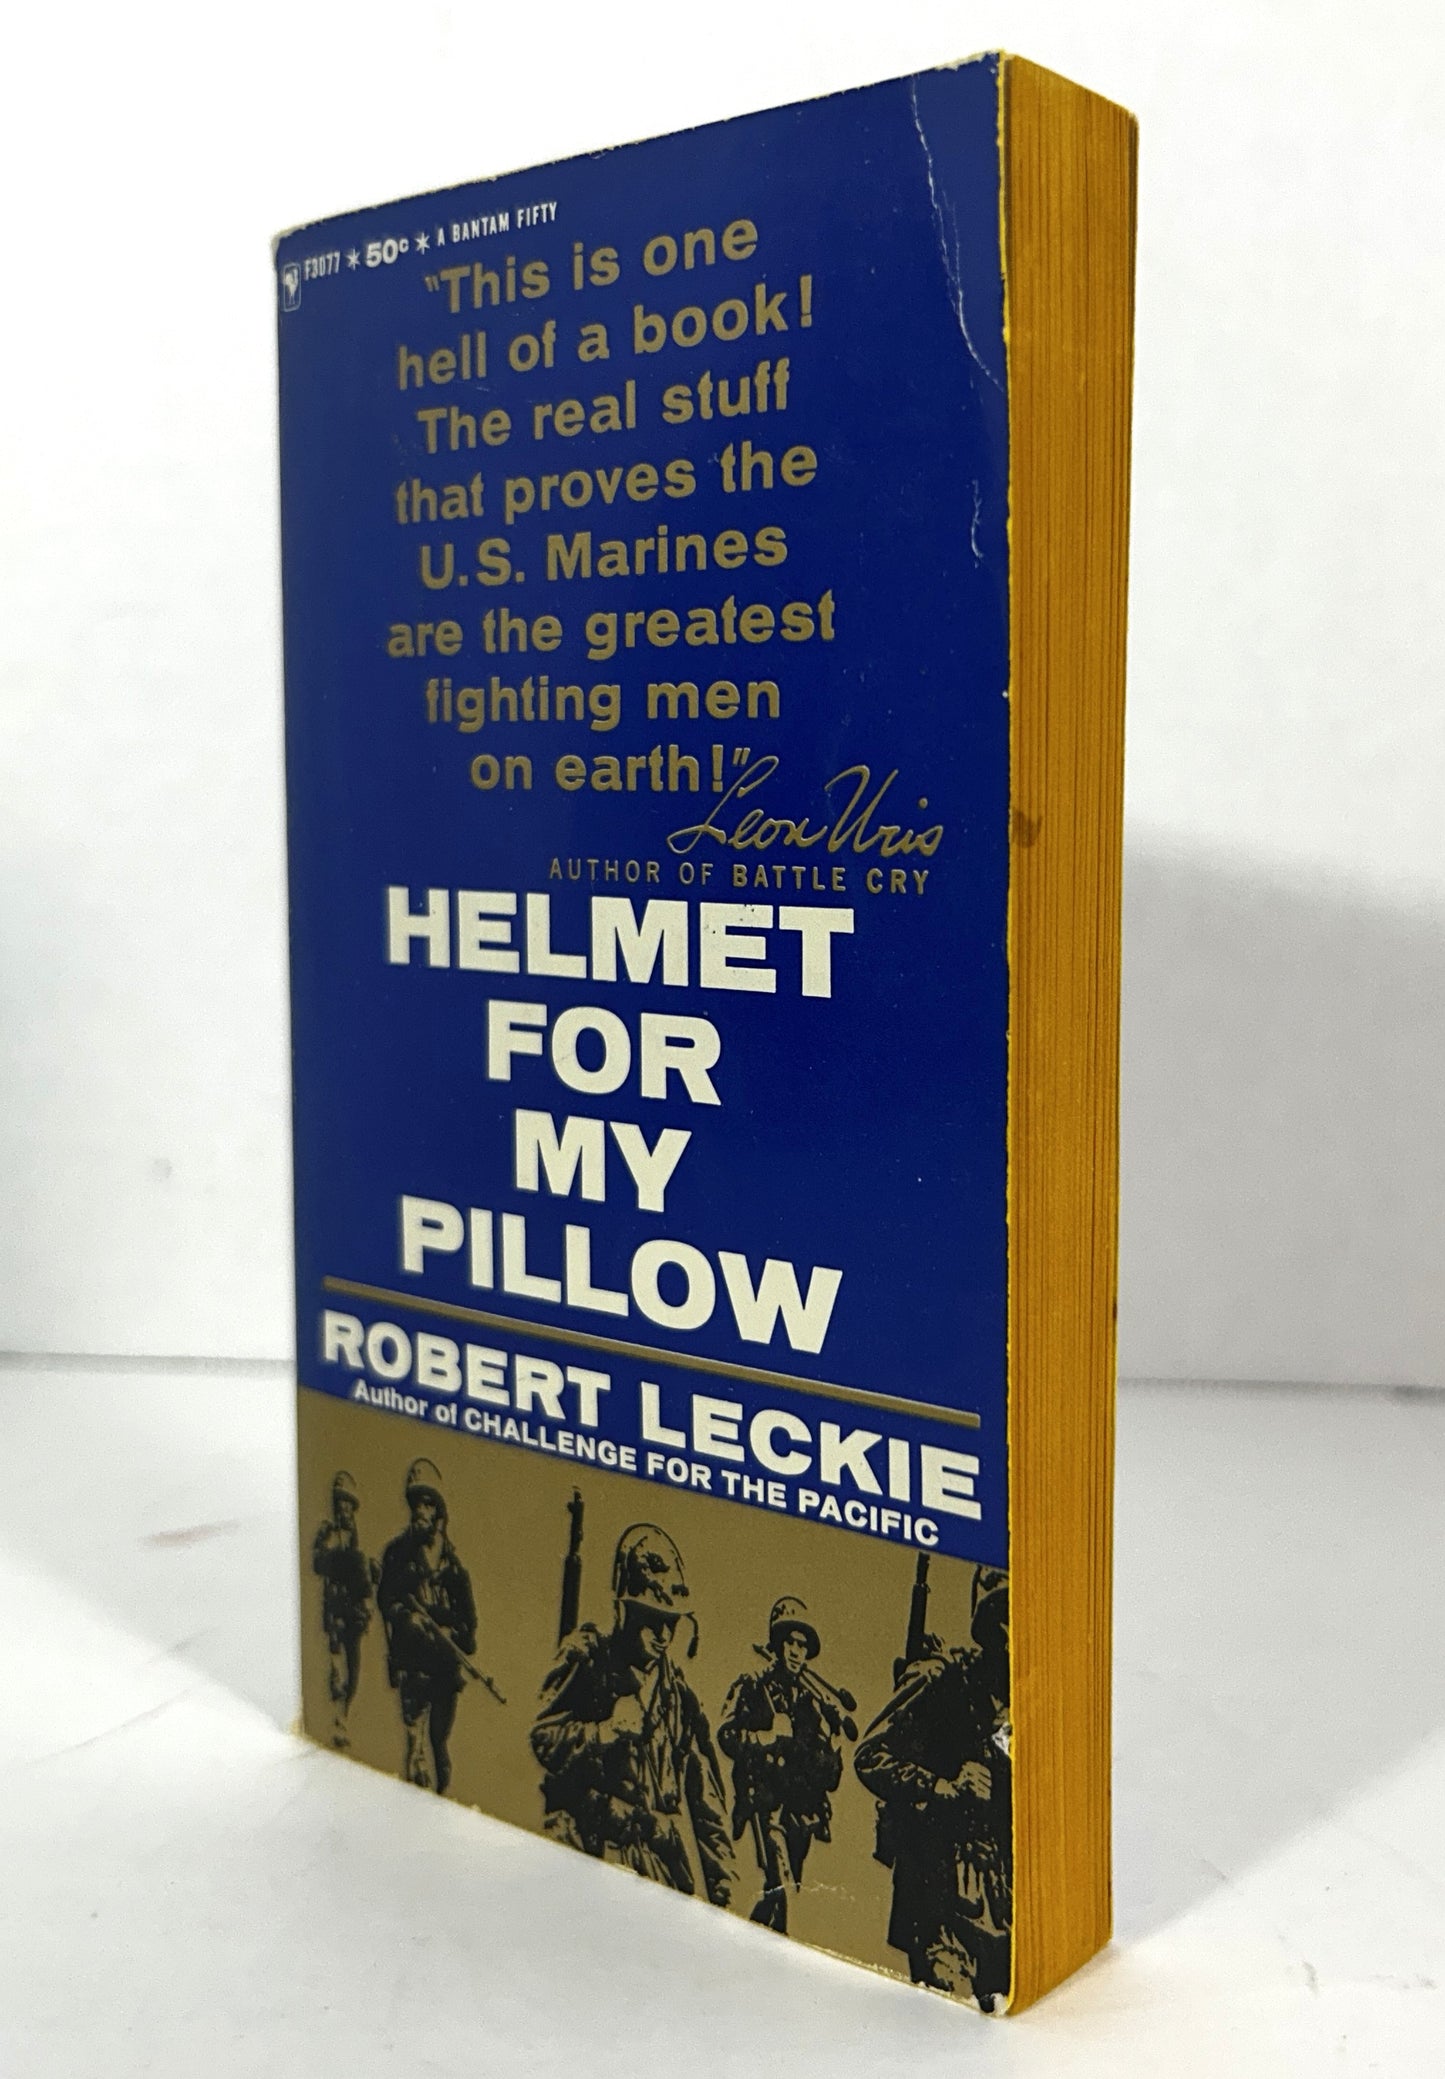 F3077 * 50c * A BANTAM FIFTY
"This is one
hell of a book!
The real stuff
that proves the
U.S. Marines
are the greatest
fighting men
on earth!"
Leon Uris
AUTHOR OF BATTLE CRY
HELMET
FOR
MY
PILLOW
ROBERT LECKIE
Author of CHALLENGE FOR THE PACIFIC